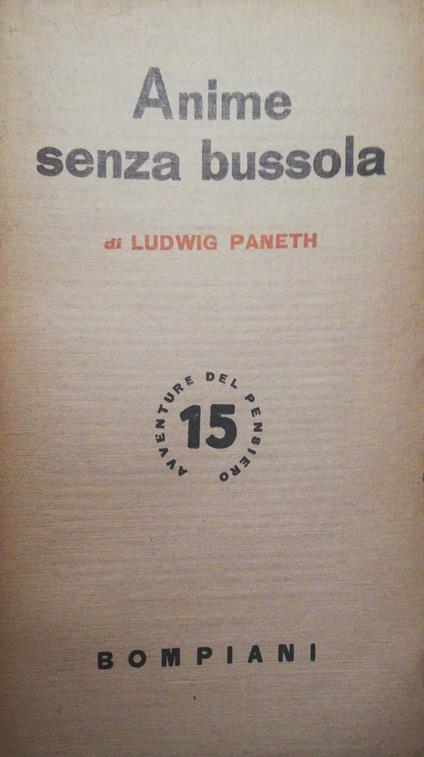 Anime
senza bussola
di LUDWIG PANETH
AVVENTURE DEL PENSIERO
15
BOMPIANI